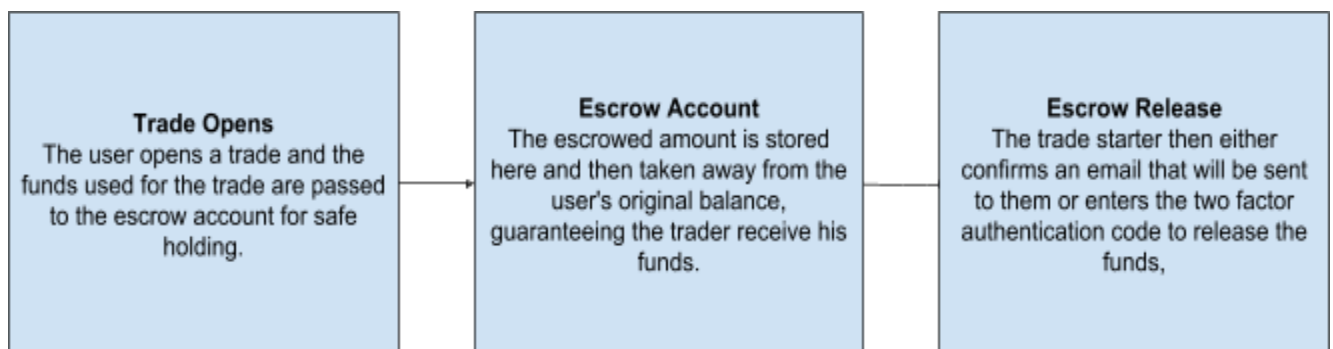 Trade Opens
The user opens a trade and the
funds used for the trade are passed
to the escrow account for safe
holding.
Escrow Account
The escrowed amount is stored
here and then taken away from the
user's original balance,
guaranteeing the trader receive his
funds.
Escrow Release
The trade starter then either
confirms an email that will be sent
to them or enters the two factor
authentication code to release the
funds,